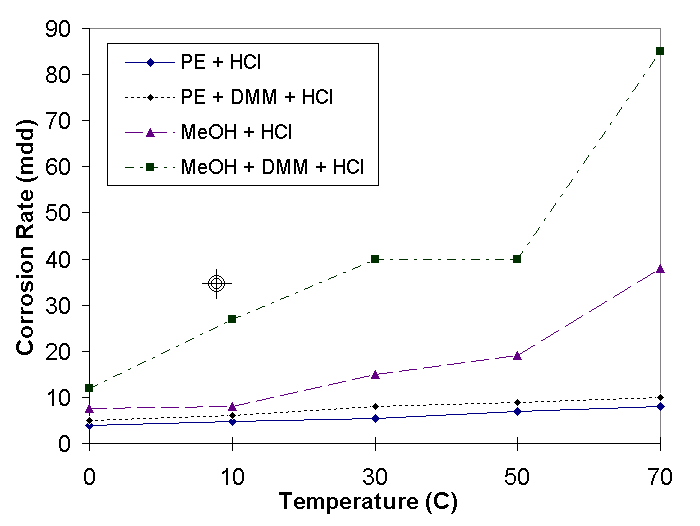 90
80
70
60
50
40
30
20
10
0
Corrosion Rate (mdd)
PE + HCl
PE + DMM + HCl
MeOH + HCl
MeOH + DMM + HCl
0 10 30 50 70
Temperature (C)